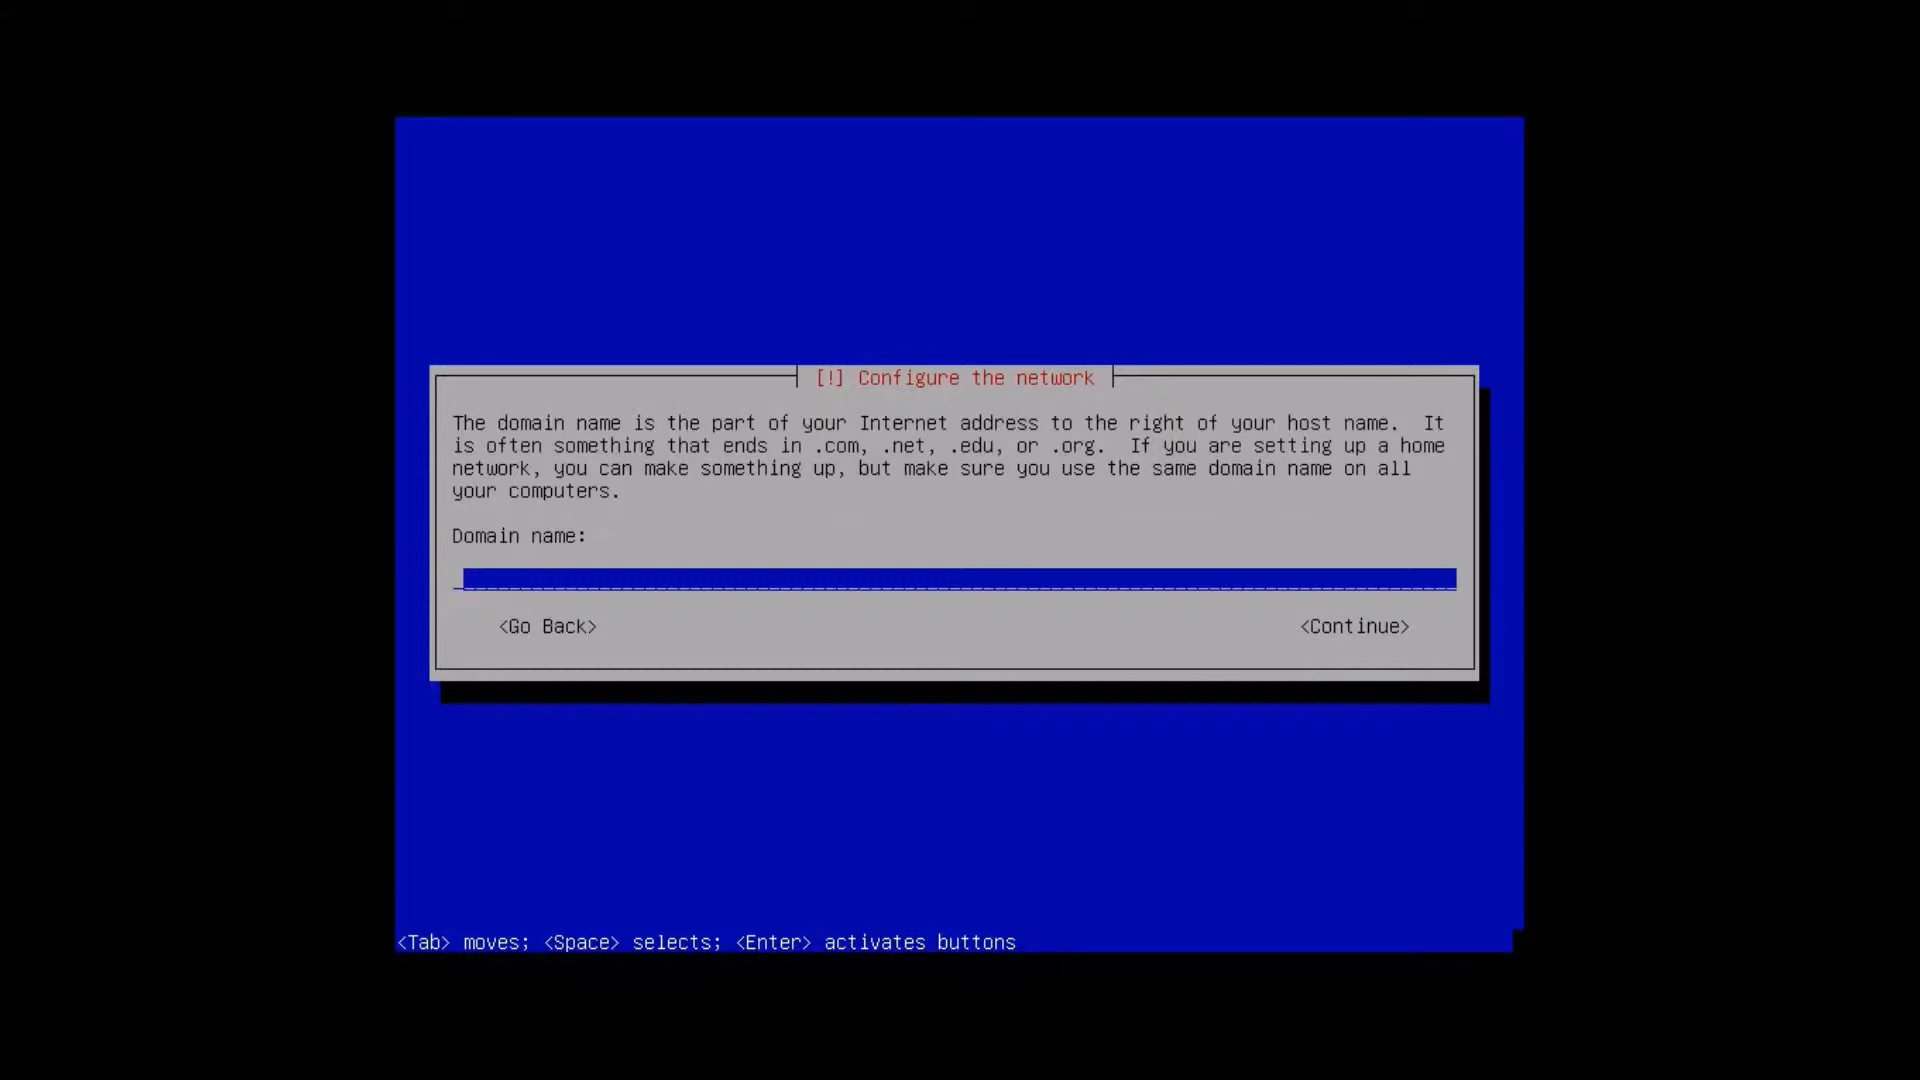 [!] Configure the network
The domain name is the part of your Internet address to the right of your host name.  It
is often something that ends in .com, .net, .edu, or .org.  If you are setting up a home
network, you can make something up, but make sure you use the same domain name on all
your computers.
Domain name:
<Go Back> <Continue>
<Tab> moves; <Space> selects; <Enter> activates buttons